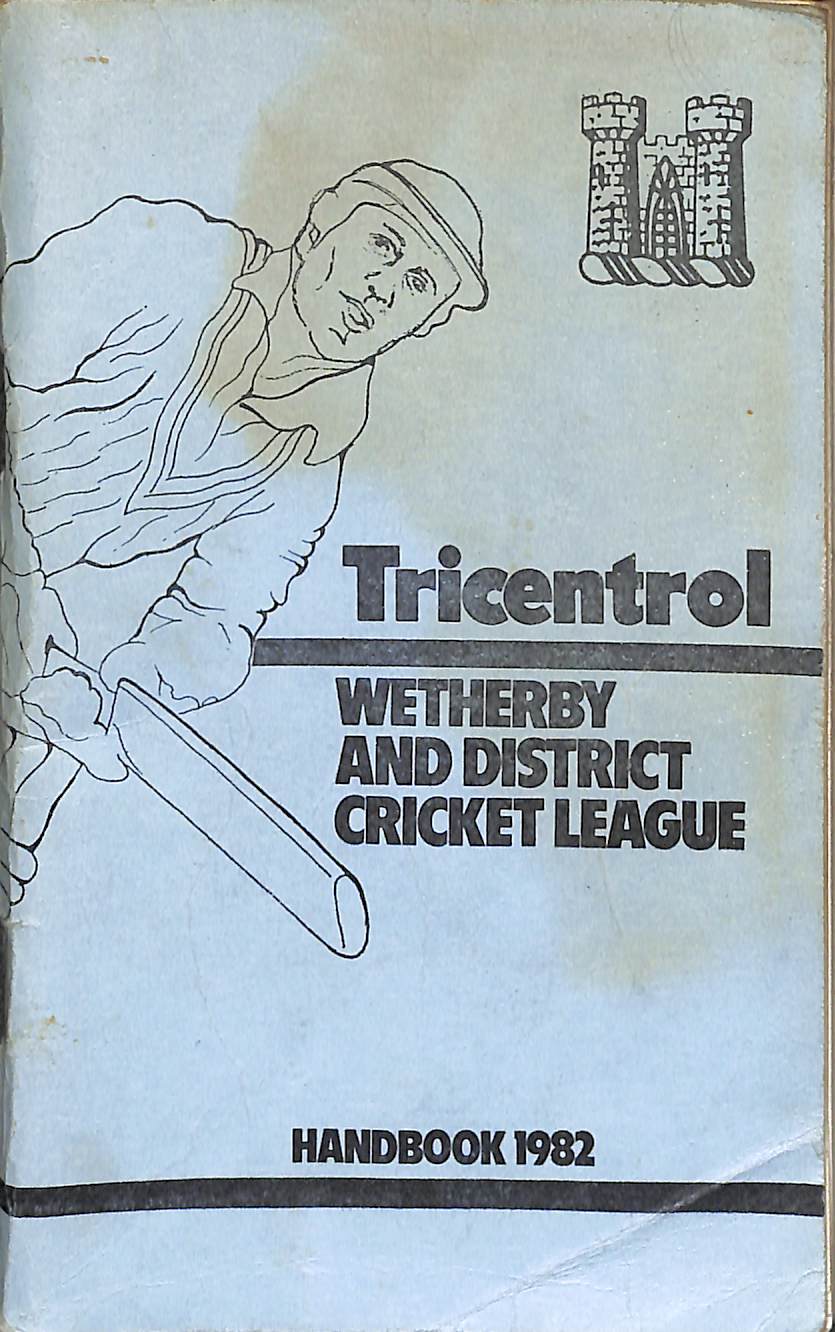 Tricentrol
WETHERBY
AND DISTRICT
CRICKET LEAGUE
HANDBOOK 1982